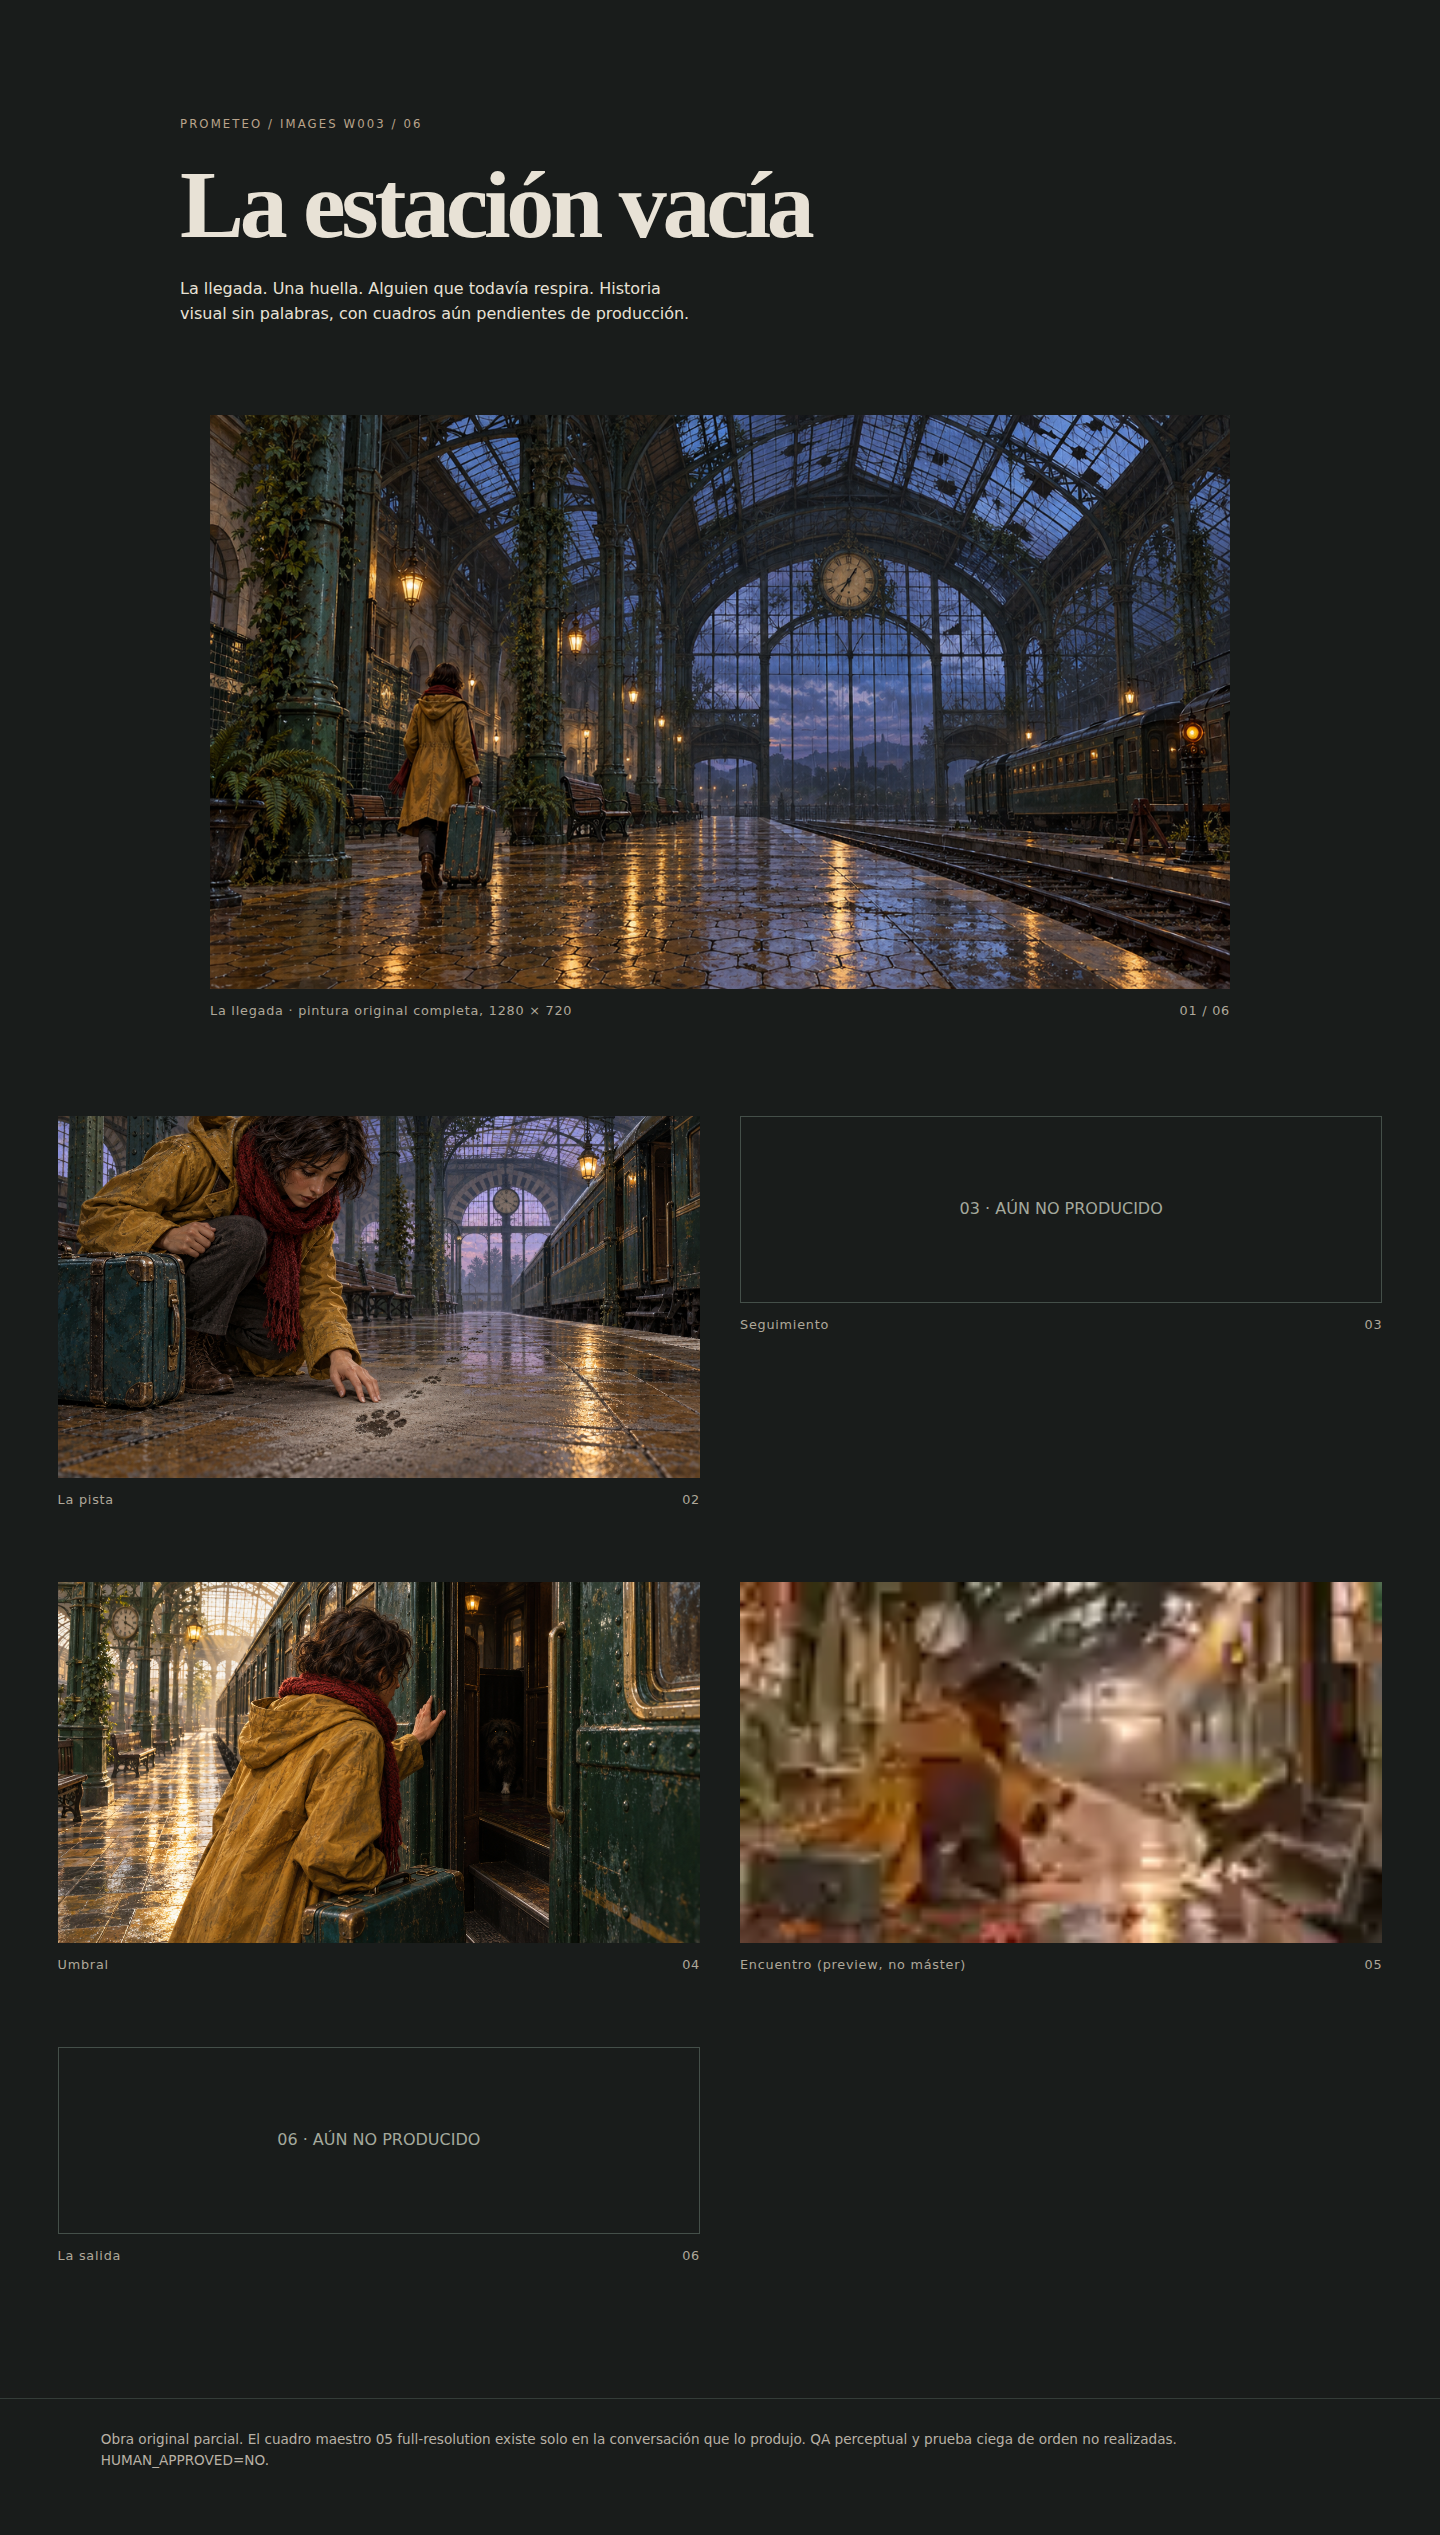 PROMETEO / IMAGES W003 / 06
La estación vacía
La llegada. Una huella. Alguien que todavía respira. Historia
visual sin palabras, con cuadros aún pendientes de producción.
La llegada · pintura original completa, 1280 × 720
01 / 06
03 · AÚN NO PRODUCIDO
Seguimiento
03
La pista
02
Umbral
04
Encuentro (preview, no máster)
05
06 · AÚN NO PRODUCIDO
La salida
06
Obra original parcial. El cuadro maestro 05 full-resolution existe solo en la conversación que lo produjo. QA perceptual y prueba ciega de orden no realizadas.
HUMAN_APPROVED=NO.